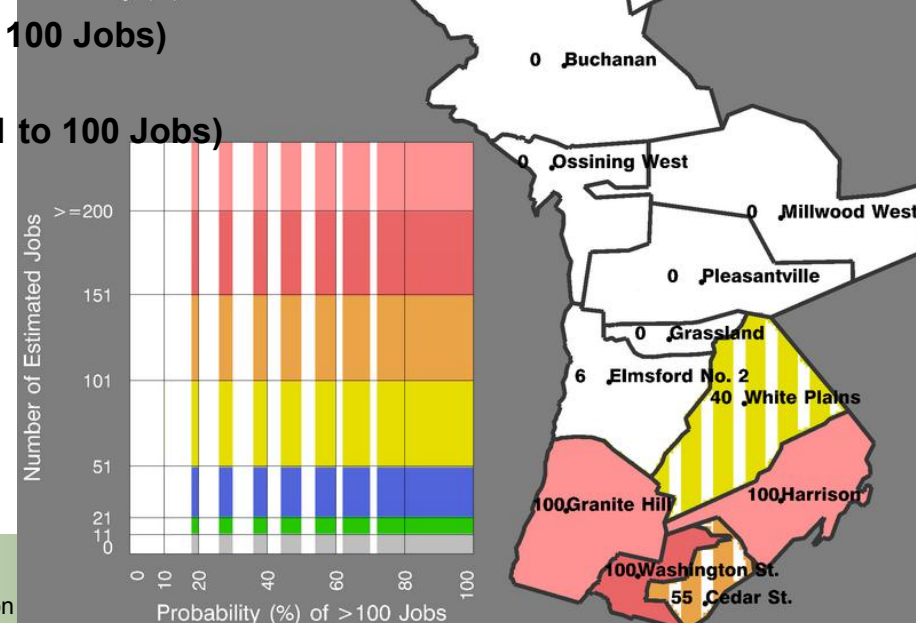 100 Jobs)
to 100 Jobs)
Number of Estimated Jobs
>=200
151
101
51
21
11
0
0 10 20 40 60 80 100
Probability (%) of >100 Jobs
0 Buchanan
0 Ossining West
0 Millwood West
0 Pleasantville
0 Grassland
6 Elmsford No. 2
40 White Plains
100 Granite Hill
100 Harrison
100 Washington St.
55 Cedar St.
on